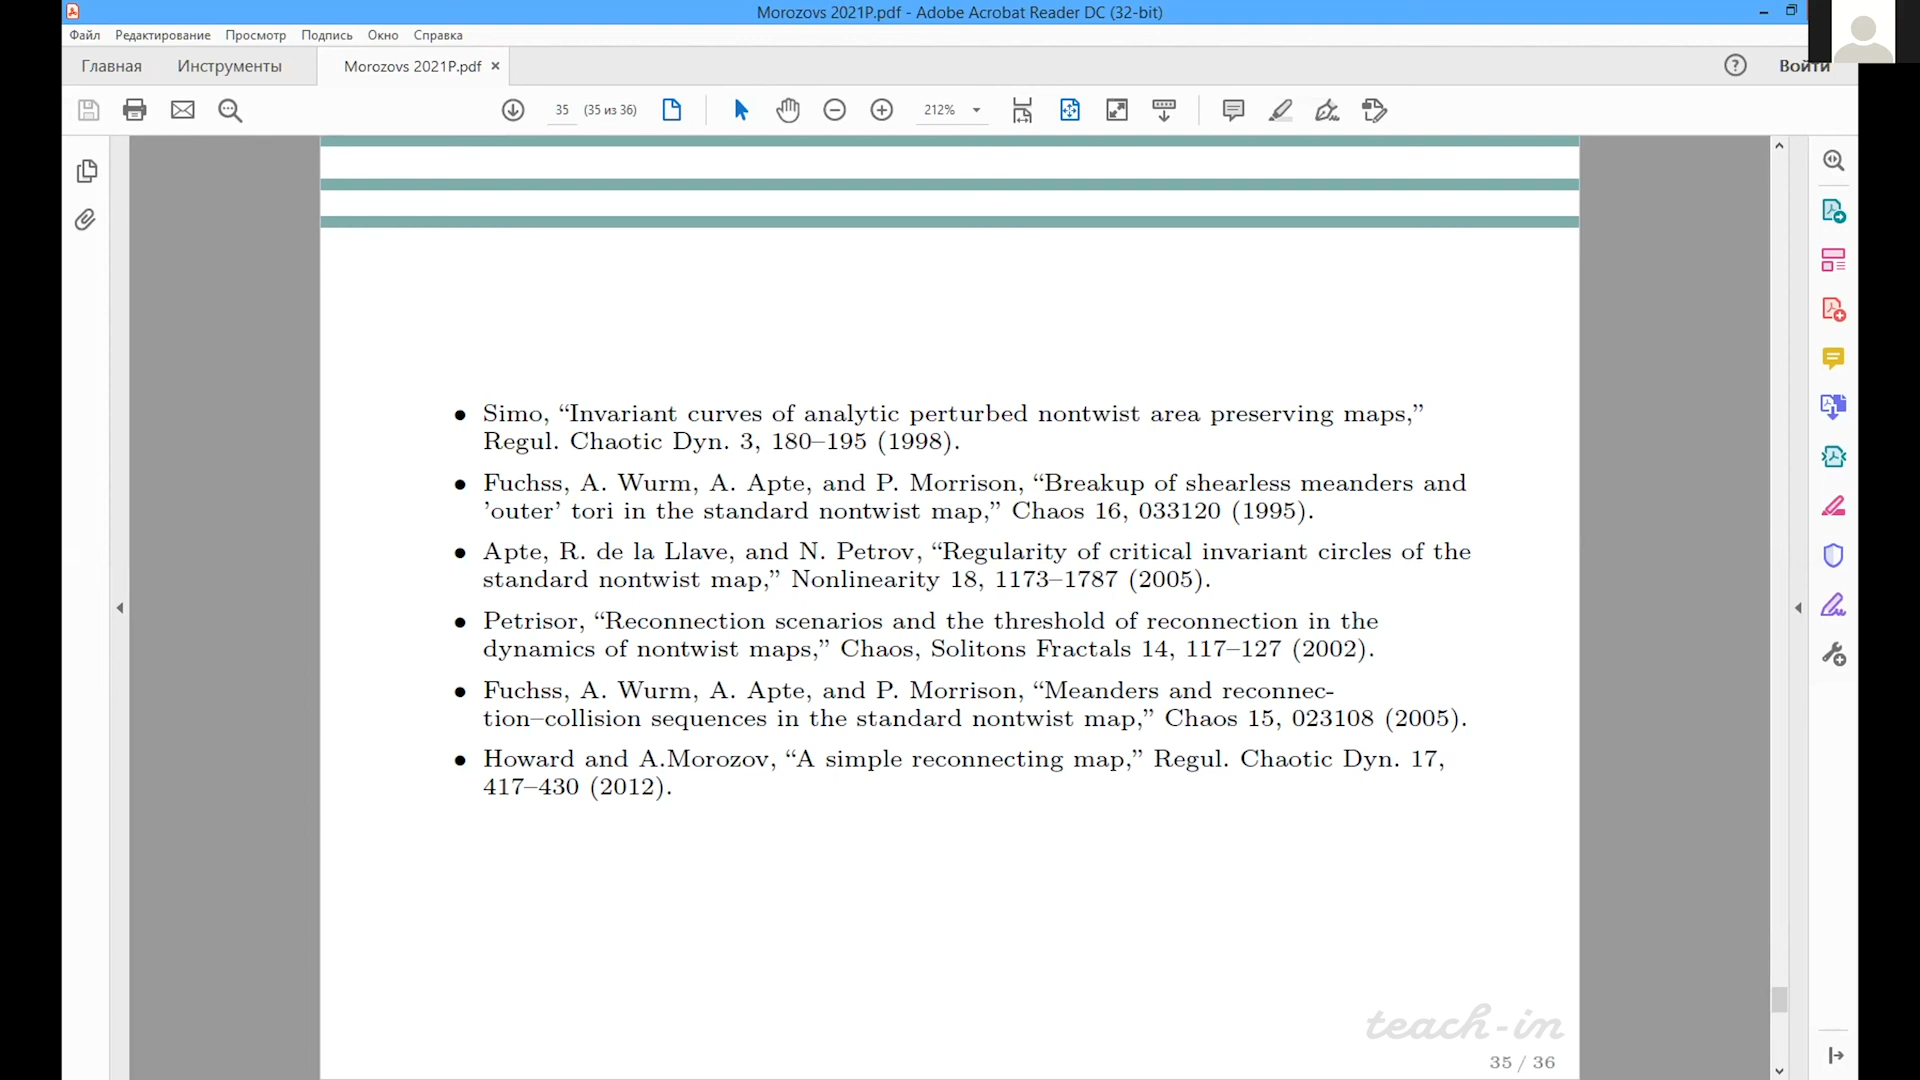 Morozovs 2021P.pdf - Adobe Acrobat Reader DC (32-bit)
Файл Редактирование Просмотр Подпись Окно Справка
Главная Инструменты Morozovs 2021P.pdf × Войти
35 (35 из 36) 212%
• Simo, “Invariant curves of analytic perturbed nontwist area preserving maps,”
Regul. Chaotic Dyn. 3, 180–195 (1998).
• Fuchss, A. Wurm, A. Apte, and P. Morrison, “Breakup of shearless meanders and
’outer’ tori in the standard nontwist map,” Chaos 16, 033120 (1995).
• Apte, R. de la Llave, and N. Petrov, “Regularity of critical invariant circles of the
standard nontwist map,” Nonlinearity 18, 1173–1787 (2005).
• Petrisor, “Reconnection scenarios and the threshold of reconnection in the
dynamics of nontwist maps,” Chaos, Solitons Fractals 14, 117–127 (2002).
• Fuchss, A. Wurm, A. Apte, and P. Morrison, “Meanders and reconnec-
tion–collision sequences in the standard nontwist map,” Chaos 15, 023108 (2005).
• Howard and A.Morozov, “A simple reconnecting map,” Regul. Chaotic Dyn. 17,
417–430 (2012).
teach-in
35 / 36